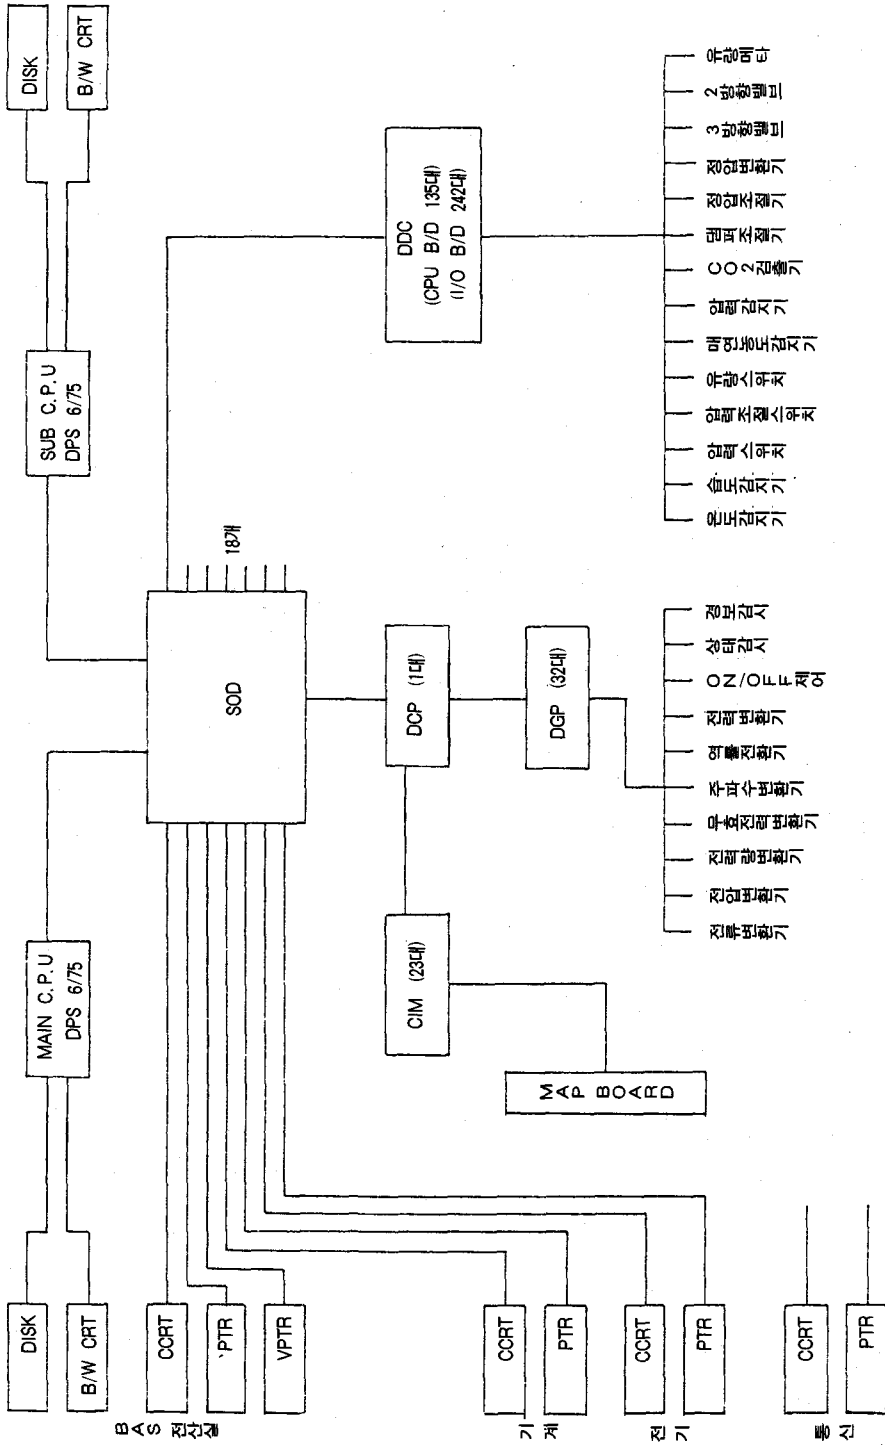 DISK
B/W CRT
MAIN C.P.U
DPS 6/75
SUB C.P.U
DPS 6/75
DISK
B/W CRT
BAS 전산실
CCRT
PTR
VPTR
SOD
18개
기계
CCRT
PTR
전기
CCRT
PTR
통신
CCRT
PTR
CIM (23대)
MAP BOARD
DCP (1대)
DGP (32대)
DDC
(CPU B/D 135대)
(I/O B/D 242대)
전류변환기
전압변환기
전력량변환기
무효전력변환기
주파수변환기
역률전환기
전력변환기
ON/OFF제어
상태감시
경보감시
온도감지기
습도감지기
압력스위치
압력조절스위치
유량스위치
매연농도감지기
압력감지기
CO2검출기
댐퍼조절기
정압조절기
정압변환기
3방향밸브
2방향밸브
유량메타